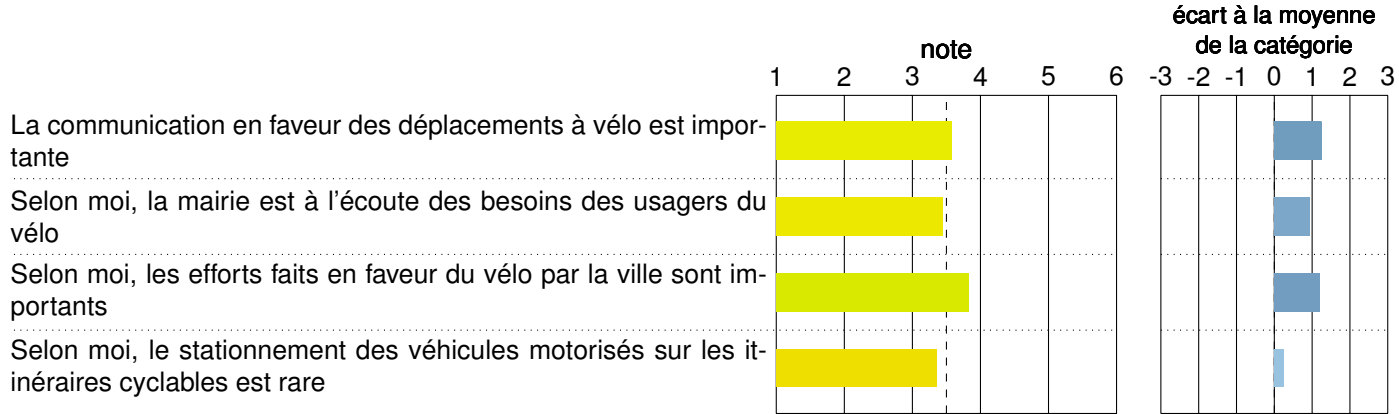 écart à la moyenne
de la catégorie
note
1 2 3 4 5 6
-3 -2 -1 0 1 2 3
La communication en faveur des déplacements à vélo est impor-
tante
Selon moi, la mairie est à l'écoute des besoins des usagers du
vélo
Selon moi, les efforts faits en faveur du vélo par la ville sont im-
portants
Selon moi, le stationnement des véhicules motorisés sur les it-
inéraires cyclables est rare